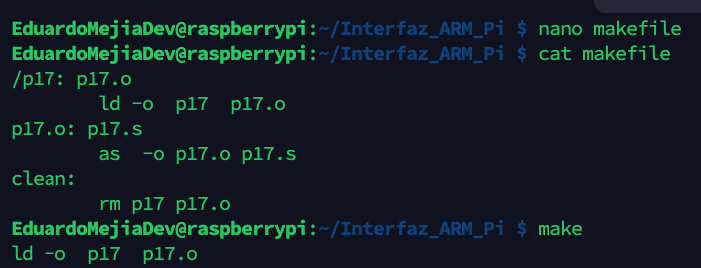 EduardoMejiaDev@raspberrypi:~/Interfaz_ARM_Pi $ nano makefile
EduardoMejiaDev@raspberrypi:~/Interfaz_ARM_Pi $ cat makefile
/p17: p17.o
        ld -o  p17  p17.o
p17.o: p17.s
        as  -o p17.o p17.s
clean:
        rm p17 p17.o
EduardoMejiaDev@raspberrypi:~/Interfaz_ARM_Pi $ make
ld -o  p17  p17.o